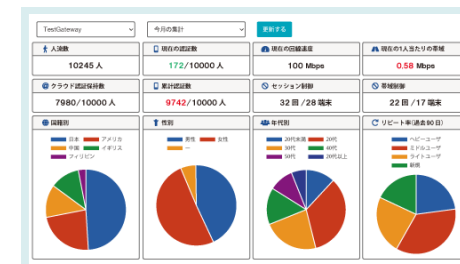 TestGateway
今月の集計
更新する
人流数
現在の認証数
現在の回線速度
現在の1人当たりの帯域
10245 人
172/10000 人
100 Mbps
0.58 Mbps
クラウド認証保持数
累計認証数
セッション制御
帯域制御
7980/10000 人
9742/10000 人
32 回 /28 端末
22 回 /17 端末
国籍別
性別
年代別
リピート率(過去90日)
日本 アメリカ
中国 イギリス
フィリピン
男性 女性
ー
20代未満 20代
30代 40代
50代 20代以上
ヘビーユーザ
ミドルユーザ
ライトユーザ
新規